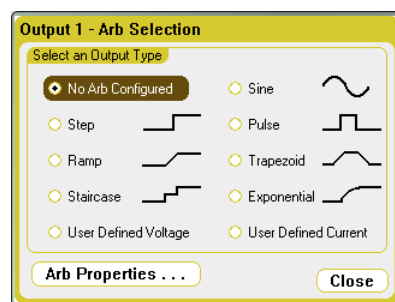 Output 1 - Arb Selection
Select an Output Type
No Arb Configured
Sine
Step
Pulse
Ramp
Trapezoid
Staircase
Exponential
User Defined Voltage
User Defined Current
Arb Properties . . .
Close